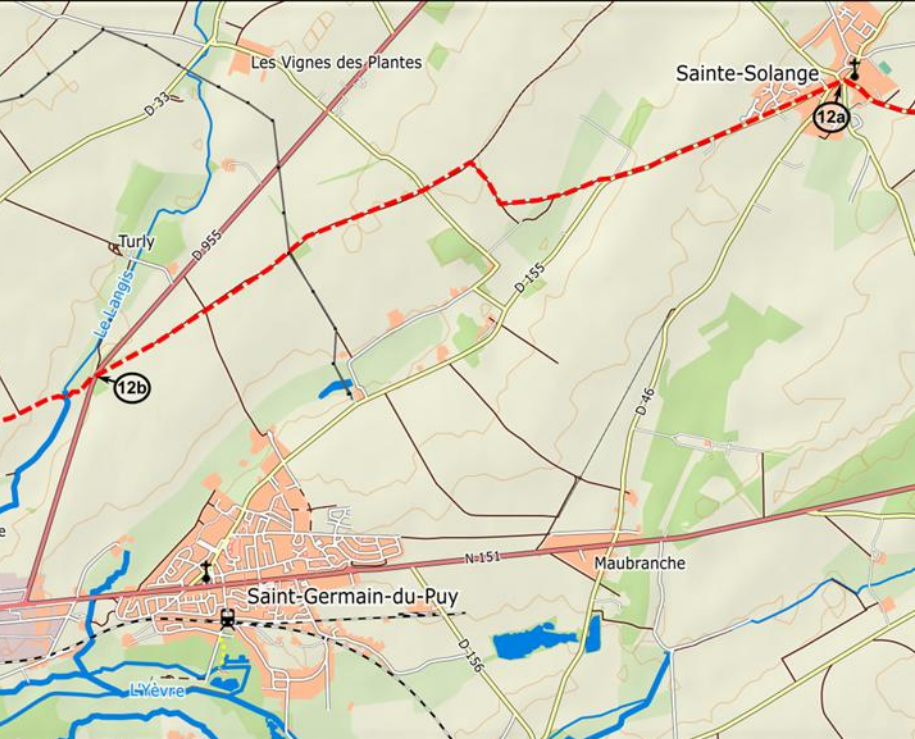 Les Vignes des Plantes
Sainte-Solange
D-33
12a
Turly
D-955
D-155
Le Langis
12b
D-46
e
N-151
Maubranche
Saint-Germain-du-Puy
D-156
L'Yèvre